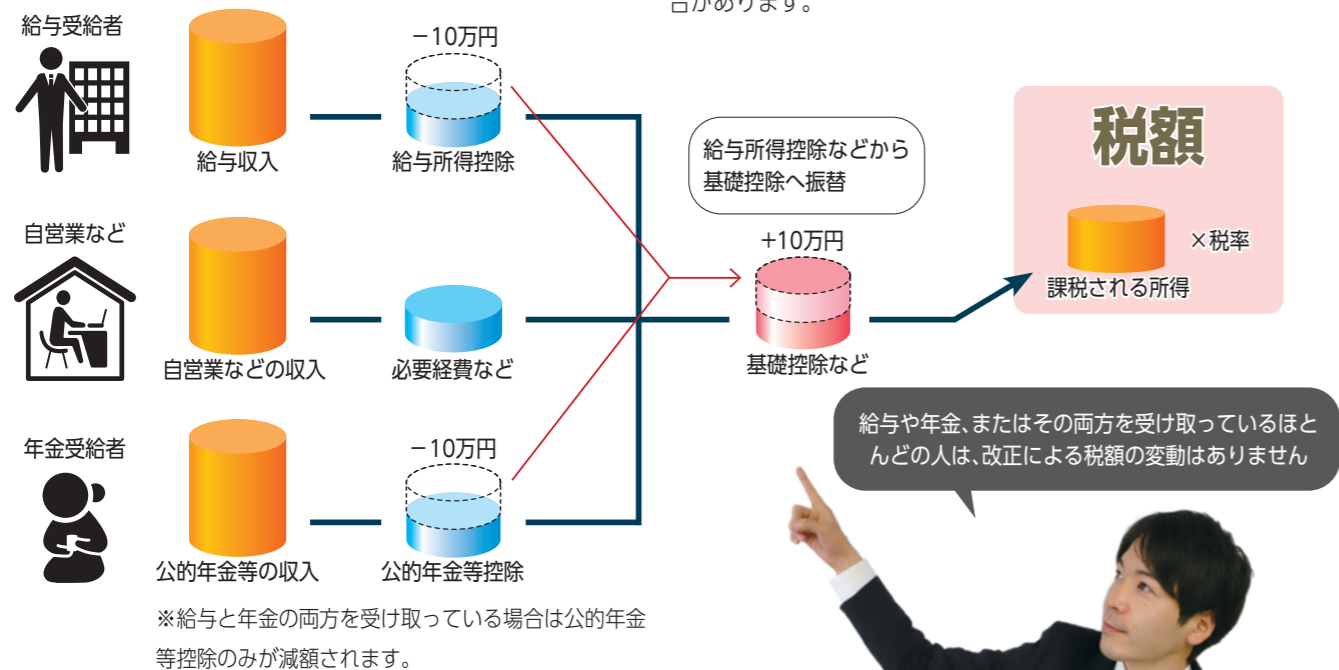 台があります。
給与受給者
給与収入
－10万円
給与所得控除
給与所得控除などから
基礎控除へ振替
税額
×税率
課税される所得
自営業など
自営業などの収入
必要経費など
+10万円
基礎控除など
年金受給者
公的年金等の収入
－10万円
公的年金等控除
※給与と年金の両方を受け取っている場合は公的年金
等控除のみが減額されます。
給与や年金、またはその両方を受け取っているほと
んどの人は、改正による税額の変動はありません